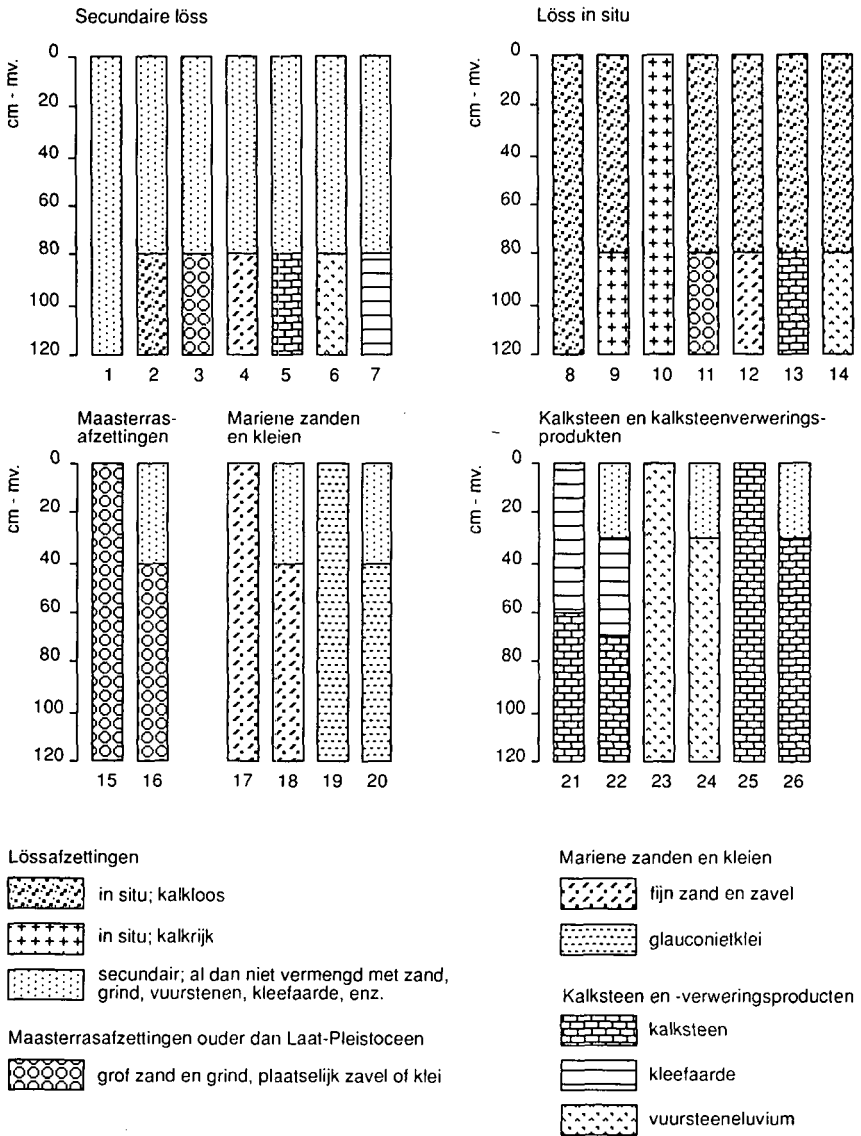 Secundaire löss
cm - mv.
0
20
40
60
80
100
120
1 2 3 4 5 6 7
Löss in situ
cm - mv.
0
20
40
60
80
100
120
8 9 10 11 12 13 14
Maasterras-
afzettingen
cm - mv.
0
20
40
60
80
100
120
15 16
Mariene zanden
en kleien
17 18 19 20
Kalksteen en kalksteenverwerings-
produkten
cm - mv.
0
20
40
60
80
100
120
21 22 23 24 25 26
Lössafzettingen
in situ; kalkloos
in situ; kalkrijk
secundair; al dan niet vermengd met zand,
grind, vuurstenen, kleefaarde, enz.
Maasterrasafzettingen ouder dan Laat-Pleistoceen
grof zand en grind, plaatselijk zavel of klei
Mariene zanden en kleien
fijn zand en zavel
glauconietklei
Kalksteen en -verweringsproducten
kalksteen
kleefaarde
vuursteeneluvium